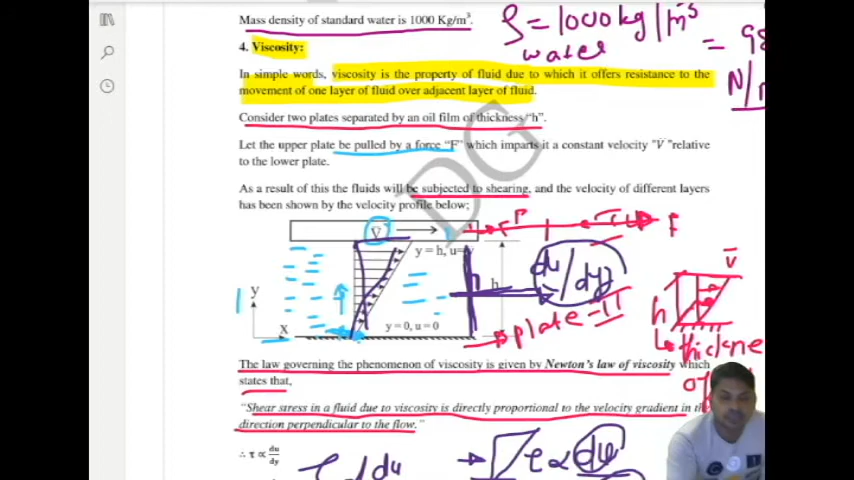 Mass density of standard water is 1000 Kg/m³.
ρ = 1000 kg/m³
water
=
N/
4. Viscosity:
In simple words, viscosity is the property of fluid due to which it offers resistance to the
movement of one layer of fluid over adjacent layer of fluid.
Consider two plates separated by an oil film of thickness "h".
Let the upper plate be pulled by a force "F" which imparts it a constant velocity "V" relative
to the lower plate.
As a result of this the fluids will be subjected to shearing, and the velocity of different layers
has been shown by the velocity profile below;
DG
V
F
y = h, u=
du/dy
V
h
h
h
y
x
y = 0, u = 0
plate =
thickne
The law governing the phenomenon of viscosity is given by Newton's law of viscosity which
states that,
"Shear stress in a fluid due to viscosity is directly proportional to the velocity gradient in th
direction perpendicular to the flow."
∴ τ ∝ du/dy
τ ∝ du
τ ∝ du